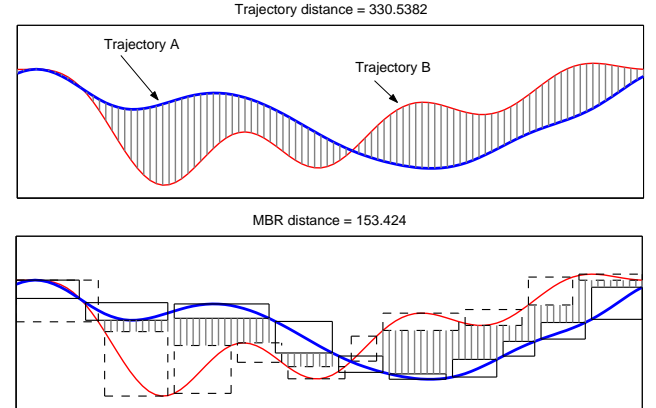 Trajectory distance = 330.5382
Trajectory A
Trajectory B
MBR distance = 153.424